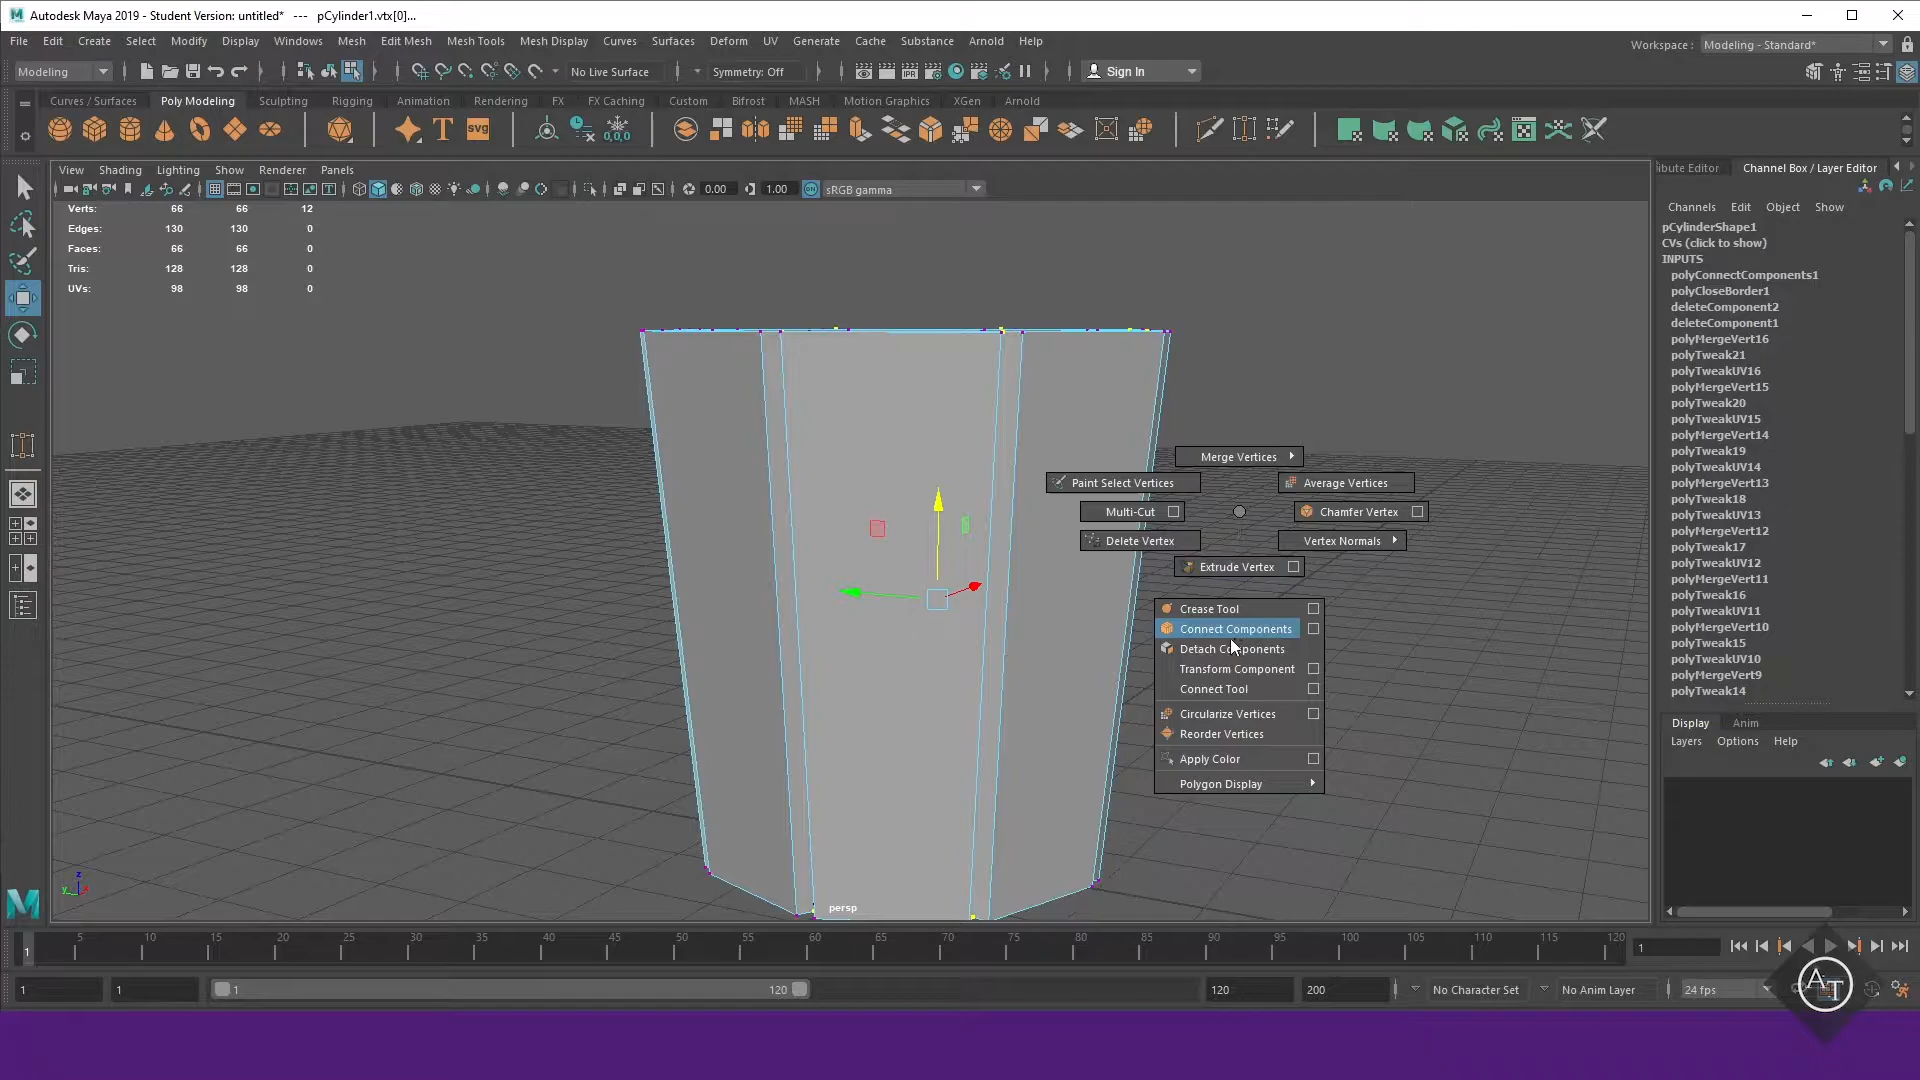 Autodesk Maya 2019 - Student Version: untitled* --- pCylinder1.vtx[0]...
File Edit Create Select Modify Display Windows Mesh Edit Mesh Mesh Tools Mesh Display Curves Surfaces Deform UV Generate Cache Substance Arnold Help
Workspace : Modeling - Standard*
Modeling No Live Surface Symmetry: Off IPR Sign In
Curves / Surfaces Poly Modeling Sculpting Rigging Animation Rendering FX FX Caching Custom Bifrost MASH Motion Graphics XGen Arnold
T svg 0,0,0
View Shading Lighting Show Renderer Panels
0.00 1.00 ON sRGB gamma
Verts: 66 66 12
Edges: 130 130 0
Faces: 66 66 0
Tris: 128 128 0
UVs: 98 98 0
Merge Vertices
Paint Select Vertices
Average Vertices
Multi-Cut
Chamfer Vertex
Delete Vertex
Vertex Normals
Extrude Vertex
Crease Tool
Connect Components
Detach Components
Transform Component
Connect Tool
Circularize Vertices
Reorder Vertices
Apply Color
Polygon Display
z
y x
persp
ibute Editor Channel Box / Layer Editor
Channels Edit Object Show
pCylinderShape1
CVs (click to show)
INPUTS
polyConnectComponents1
polyCloseBorder1
deleteComponent2
deleteComponent1
polyMergeVert16
polyTweak21
polyTweakUV16
polyMergeVert15
polyTweak20
polyTweakUV15
polyMergeVert14
polyTweak19
polyTweakUV14
polyMergeVert13
polyTweak18
polyTweakUV13
polyMergeVert12
polyTweak17
polyTweakUV12
polyMergeVert11
polyTweak16
polyTweakUV11
polyMergeVert10
polyTweak15
polyTweakUV10
polyMergeVert9
polyTweak14
Display Anim
Layers Options Help
5 10 15 20 25 30 35 40 45 50 55 60 65 70 75 80 85 90 95 100 105 110 115 120
1 1
1 1 1 120 120 200 No Character Set No Anim Layer 24 fps
AT